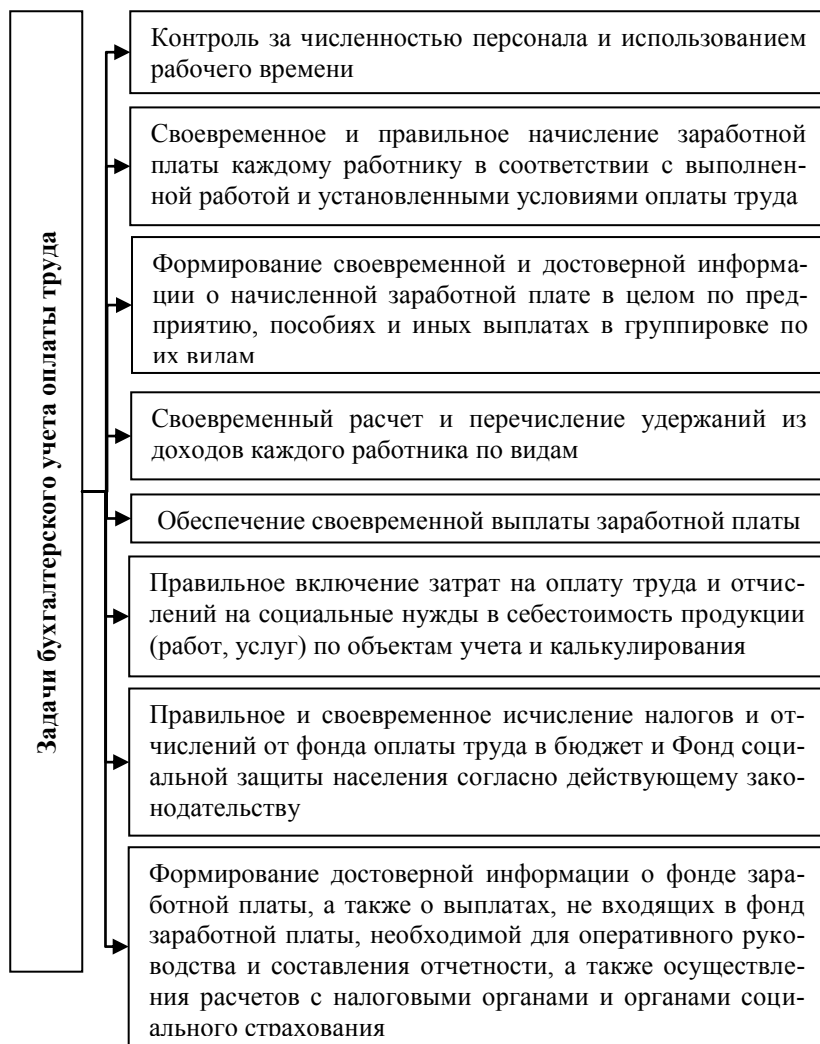 Задачи бухгалтерского учета оплаты труда
Контроль за численностью персонала и использованием
рабочего времени
Своевременное и правильное начисление заработной
платы каждому работнику в соответствии с выполнен-
ной работой и установленными условиями оплаты труда
Формирование своевременной и достоверной информа-
ции о начисленной заработной плате в целом по пред-
приятию, пособиях и иных выплатах в группировке по
их видам
Своевременный расчет и перечисление удержаний из
доходов каждого работника по видам
Обеспечение своевременной выплаты заработной платы
Правильное включение затрат на оплату труда и отчис-
лений на социальные нужды в себестоимость продукции
(работ, услуг) по объектам учета и калькулирования
Правильное и своевременное исчисление налогов и от-
числений от фонда оплаты труда в бюджет и Фонд соци-
альной защиты населения согласно действующему зако-
нодательству
Формирование достоверной информации о фонде зара-
ботной платы, а также о выплатах, не входящих в фонд
заработной платы, необходимой для оперативного руко-
водства и составления отчетности, а также осуществле-
ния расчетов с налоговыми органами и органами соци-
ального страхования